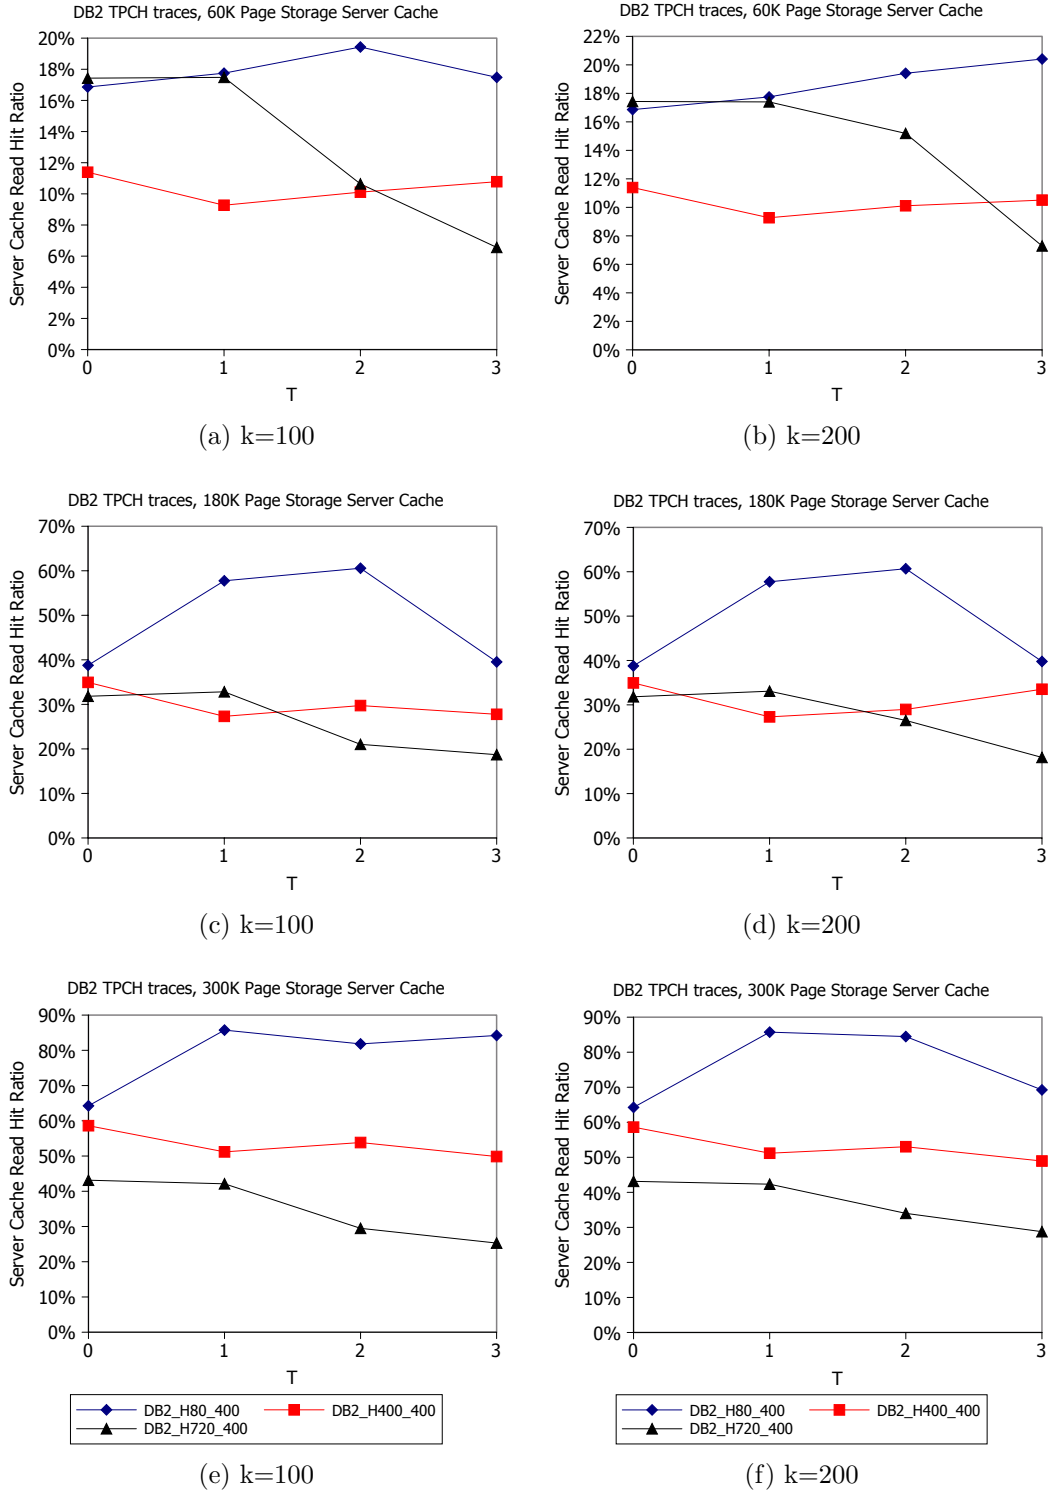 DB2 TPCH traces, 60K Page Storage Server Cache
Server Cache Read Hit Ratio
20%
18%
16%
14%
12%
10%
8%
6%
4%
2%
0%
0 1 2 3
T
(a) k=100
DB2 TPCH traces, 60K Page Storage Server Cache
Server Cache Read Hit Ratio
22%
20%
18%
16%
14%
12%
10%
8%
6%
4%
2%
0%
0 1 2 3
T
(b) k=200
DB2 TPCH traces, 180K Page Storage Server Cache
Server Cache Read Hit Ratio
70%
60%
50%
40%
30%
20%
10%
0%
0 1 2 3
T
(c) k=100
DB2 TPCH traces, 180K Page Storage Server Cache
Server Cache Read Hit Ratio
70%
60%
50%
40%
30%
20%
10%
0%
0 1 2 3
T
(d) k=200
DB2 TPCH traces, 300K Page Storage Server Cache
Server Cache Read Hit Ratio
90%
80%
70%
60%
50%
40%
30%
20%
10%
0%
0 1 2 3
T
DB2_H80_400 DB2_H400_400
DB2_H720_400
(e) k=100
DB2 TPCH traces, 300K Page Storage Server Cache
Server Cache Read Hit Ratio
90%
80%
70%
60%
50%
40%
30%
20%
10%
0%
0 1 2 3
T
DB2_H80_400 DB2_H400_400
DB2_H720_400
(f) k=200